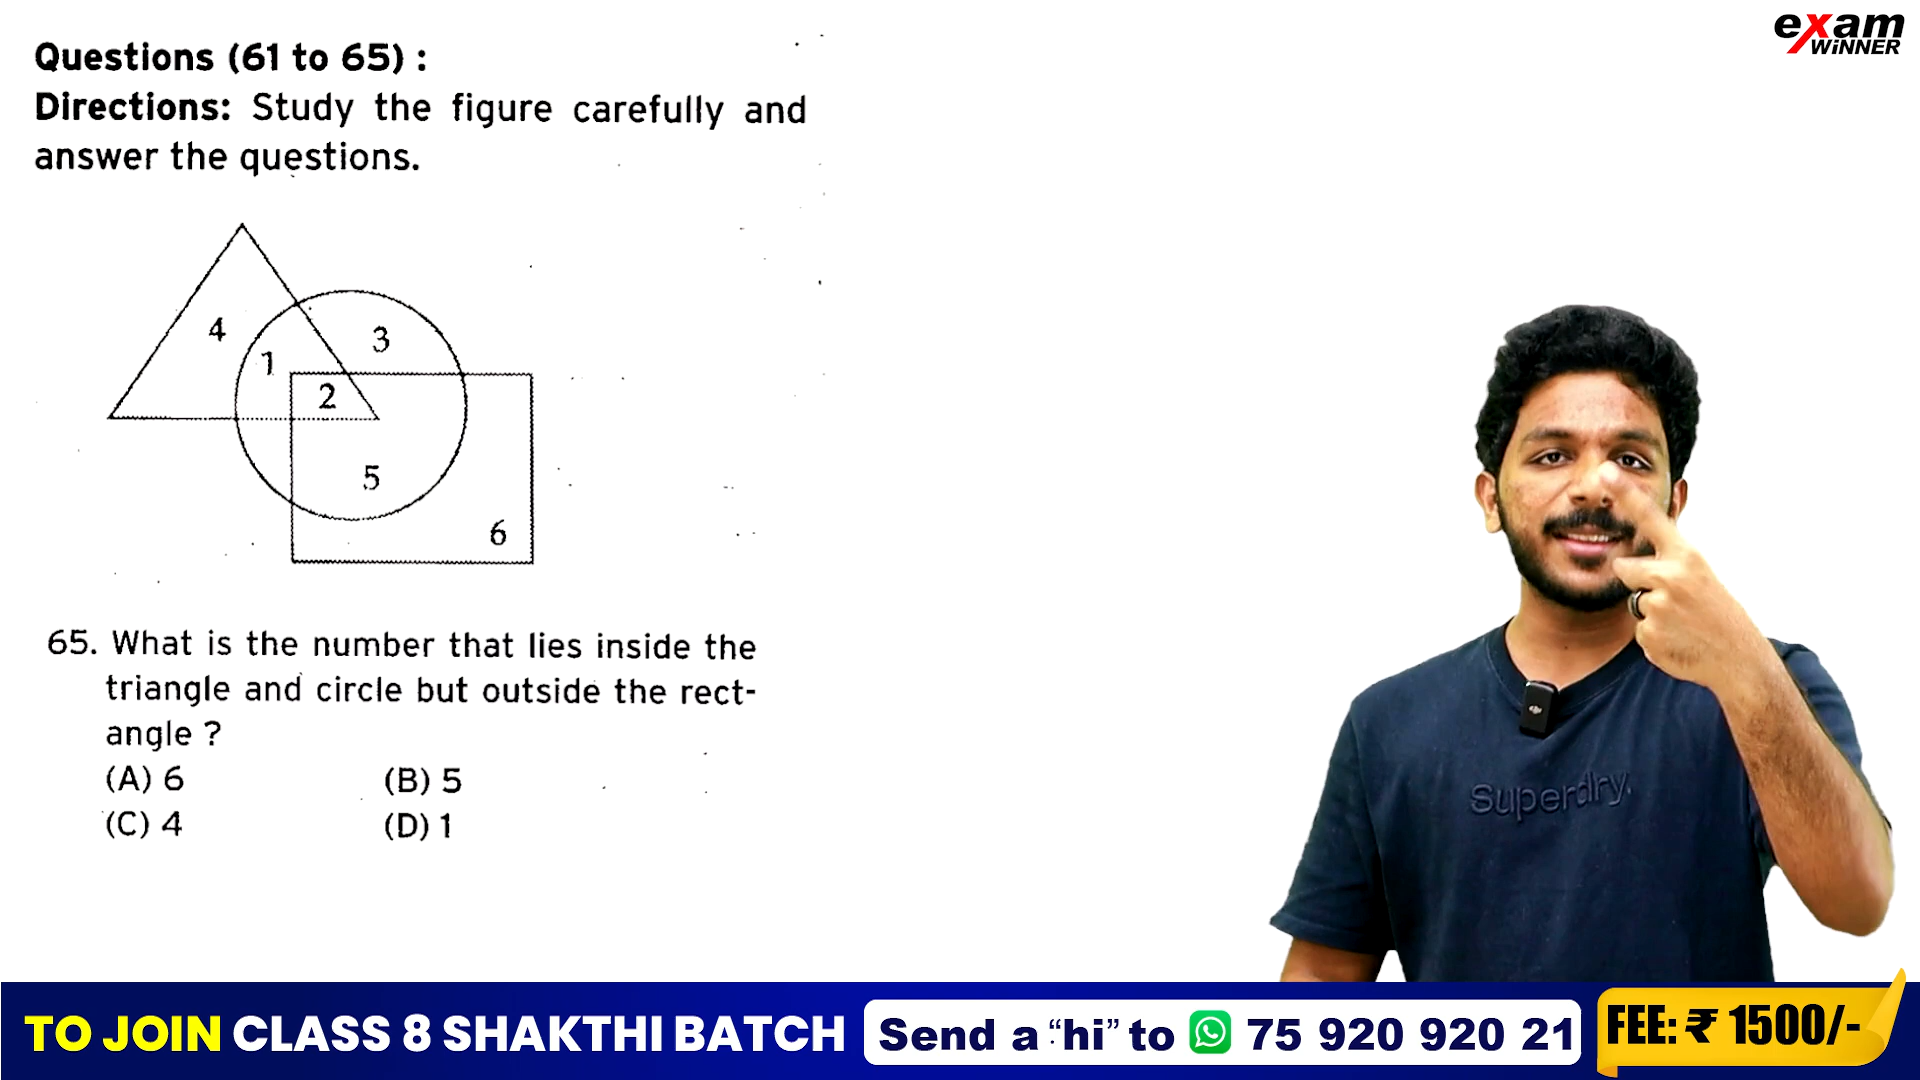 exam
WiNNER
Questions (61 to 65) :
Directions: Study the figure carefully and
answer the questions.
4
3
1
2
5
6
65. What is the number that lies inside the
triangle and circle but outside the rect-
angle ?
(A) 6 (B) 5
(C) 4 (D) 1
Superdry.
TO JOIN CLASS 8 SHAKTHI BATCH
Send a “hi” to 75 920 920 21
FEE: ₹ 1500/-